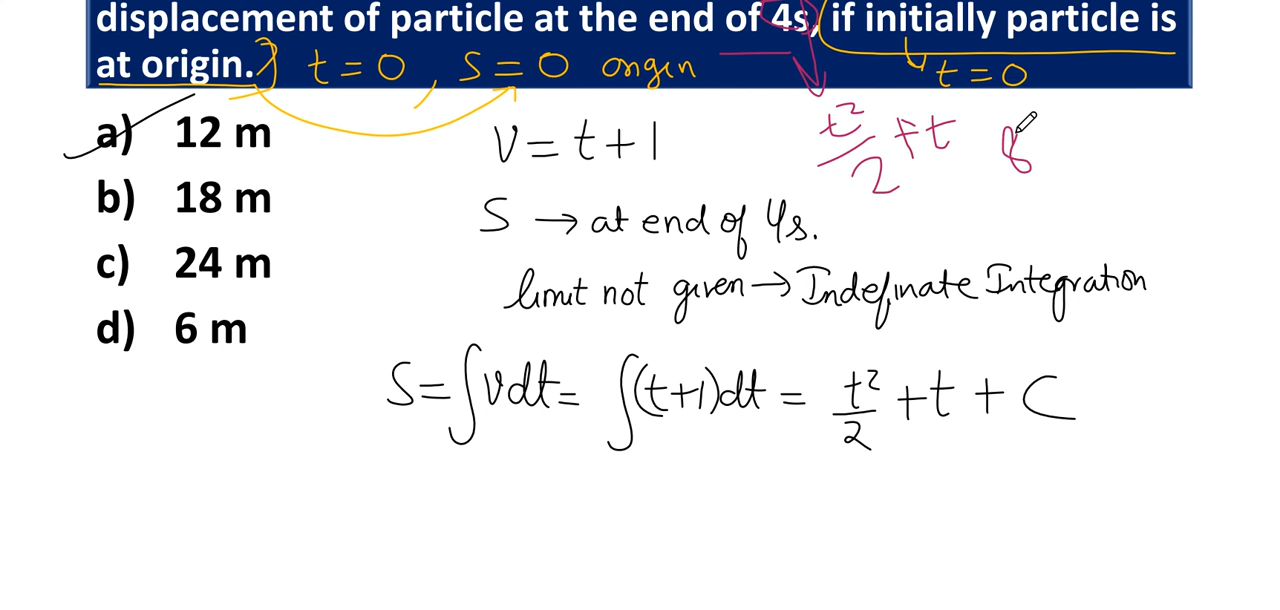 displacement of particle at the end of 4s, if initially particle is
at origin. } t = 0 , S = 0 origin t = 0
a) 12 m
V = t + 1
t²/2 + t 8
b) 18 m
S → at end of 4s.
c) 24 m
limit not given → Indefinate Integration
d) 6 m
S = ∫vdt = ∫(t+1)dt = t²/2 + t + C